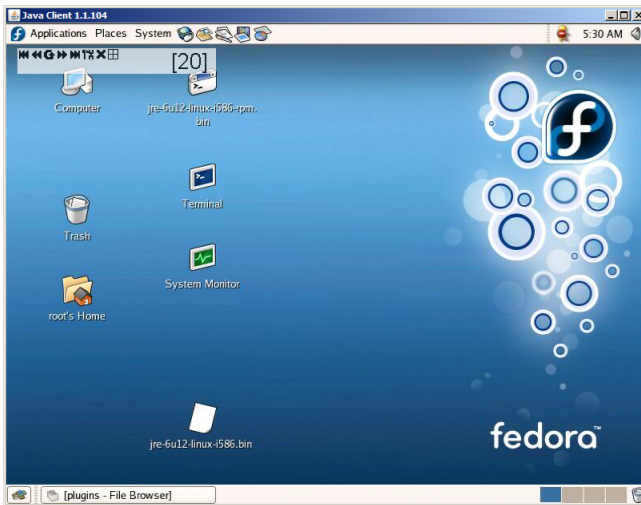 Java Client 1.1.104
Applications Places System
5:30 AM
[20]
Computer
jre-6u12-linux-i586-rpm.
bin
Terminal
Trash
System Monitor
root's Home
jre-6u12-linux-i586.bin
fedora™
[plugins - File Browser]